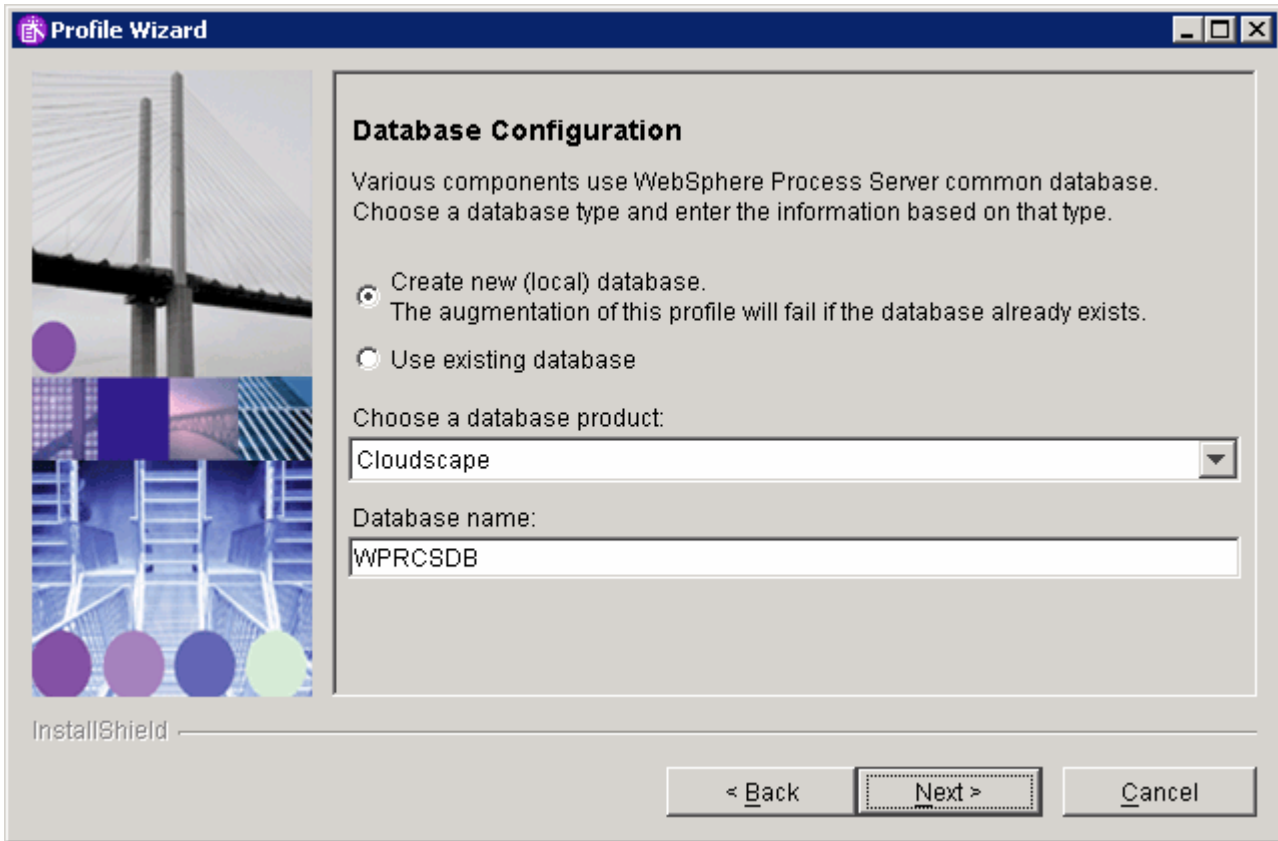 Profile Wizard
Database Configuration
Various components use WebSphere Process Server common database.
Choose a database type and enter the information based on that type.
Create new (local) database.
The augmentation of this profile will fail if the database already exists.
Use existing database
Choose a database product:
Cloudscape
Database name:
WPRCSDB
InstallShield
< Back
Next >
Cancel